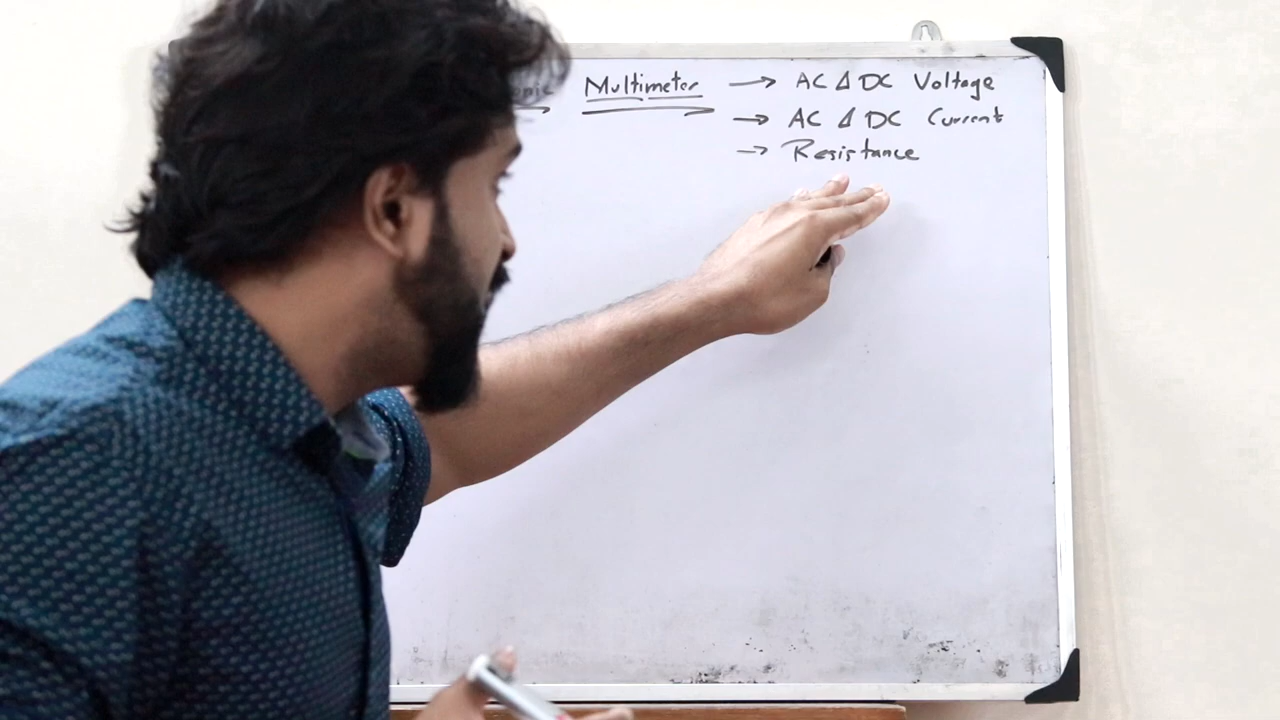 Multimeter → AC & DC Voltage
→ AC & DC Current
→ Resistance